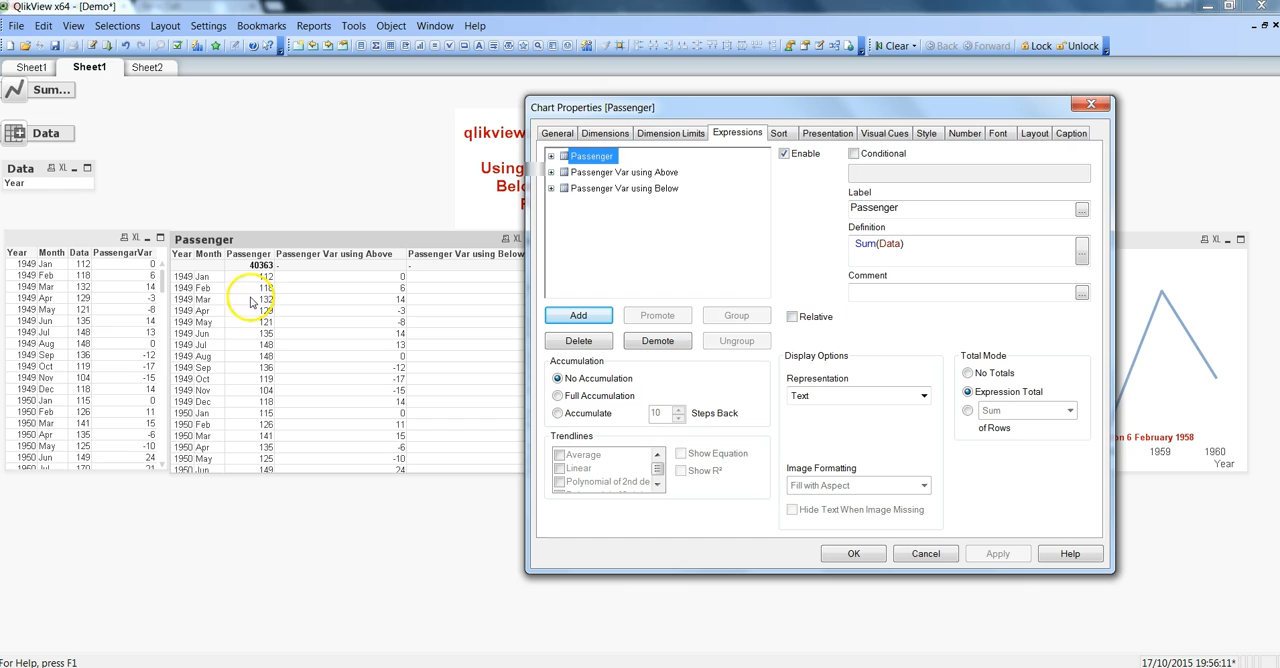 QlikView x64 - [Demo*]
File Edit View Selections Layout Settings Bookmarks Reports Tools Object Window Help
Clear Back Forward Lock Unlock
Sheet1 Sheet1 Sheet2
Sum...
Data
Data XL
Year
qlikview
Using
XL
Year Month Data PassengarVar
1949 Jan 112 0
1949 Feb 118 6
1949 Mar 132 14
1949 Apr 129 -3
1949 May 121 -8
1949 Jun 135 14
1949 Jul 148 13
1949 Aug 148 0
1949 Sep 136 -12
1949 Oct 119 -17
1949 Nov 104 -15
1949 Dec 118 14
1950 Jan 115 0
1950 Feb 126 11
1950 Mar 141 15
1950 Apr 135 -6
1950 May 125 -10
1950 Jun 149 24
1950 Jul 170 21
Passenger XL
Year Month Passenger Passenger Var using Above Passenger Var using Below
40363 - -
1949 Jan 112 0
1949 Feb 118 6
1949 Mar 132 14
1949 Apr 129 -3
1949 May 121 -8
1949 Jun 135 14
1949 Jul 148 13
1949 Aug 148 0
1949 Sep 136 -12
1949 Oct 119 -17
1949 Nov 104 -15
1949 Dec 118 14
1950 Jan 115 0
1950 Feb 126 11
1950 Mar 141 15
1950 Apr 135 -6
1950 May 125 -10
1950 Jun 149 24
Chart Properties [Passenger]
General Dimensions Dimension Limits Expressions Sort Presentation Visual Cues Style Number Font Layout Caption
Passenger
Passenger Var using Above
Passenger Var using Below
Enable Conditional
Label
Passenger
...
Definition
Sum(Data)
...
Comment
...
Add Promote Group
Delete Demote Ungroup
Relative
Accumulation
No Accumulation
Full Accumulation
Accumulate 10 Steps Back
Trendlines
Average
Linear
Polynomial of 2nd de
Show Equation
Show R²
Display Options
Representation
Text
Image Formatting
Fill with Aspect
Hide Text When Image Missing
Total Mode
No Totals
Expression Total
Sum
of Rows
OK Cancel Apply Help
XL
on 6 February 1958
1959 1960
Year
For Help, press F1
17/10/2015 19:56:11*